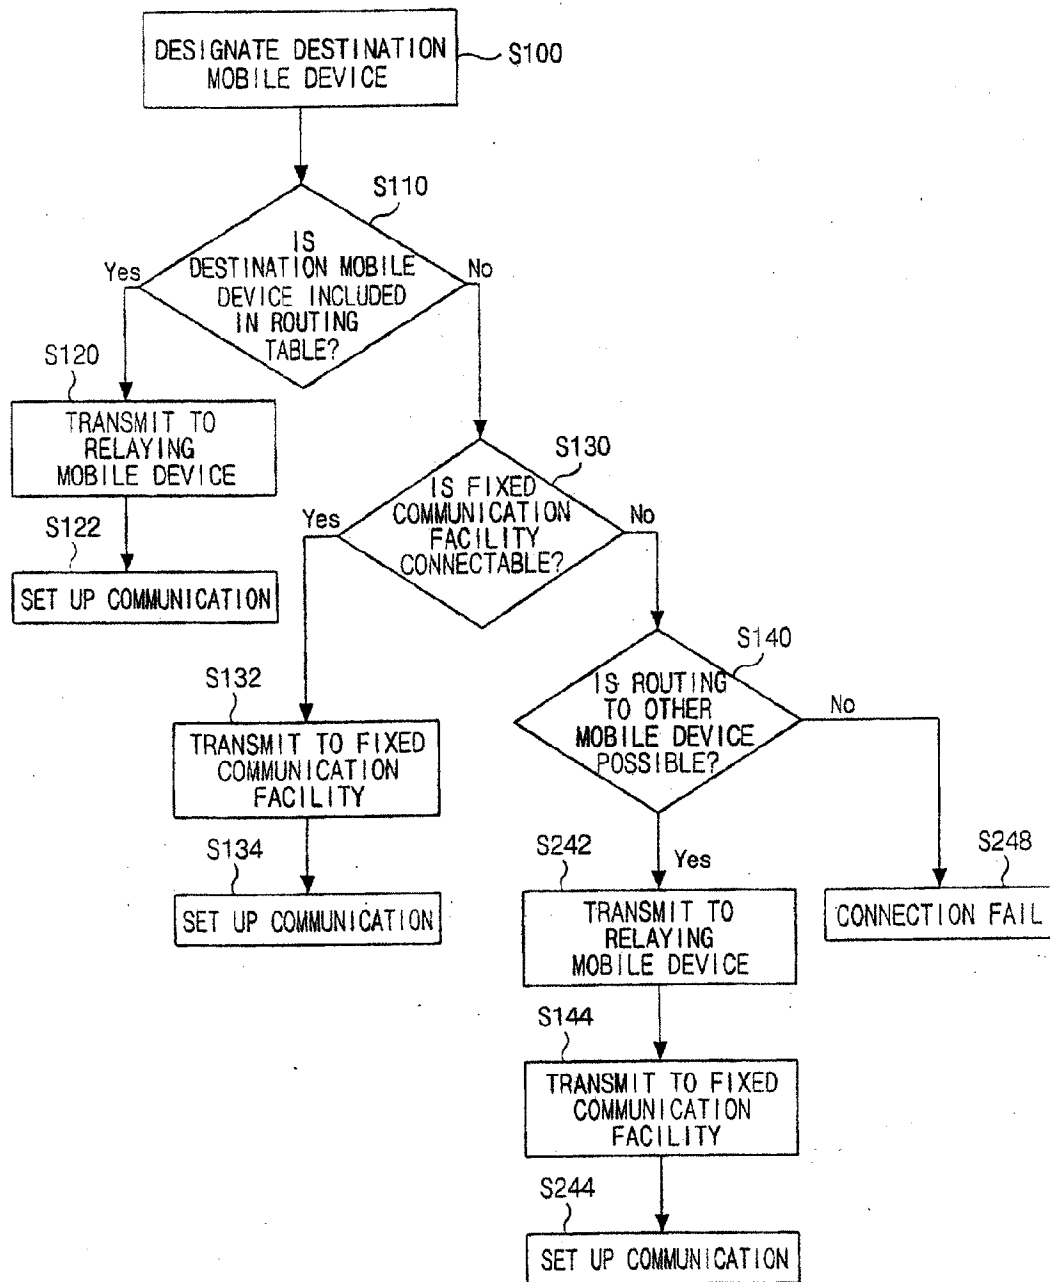 DESIGNATE DESTINATION
MOBILE DEVICE
S100
S110
IS
DESTINATION MOBILE
DEVICE INCLUDED
IN ROUTING
TABLE?
Yes
No
S120
TRANSMIT TO
RELAYING
MOBILE DEVICE
S122
SET UP COMMUNICATION
S130
IS FIXED
COMMUNICATION
FACILITY
CONNECTABLE?
Yes
No
S132
TRANSMIT TO FIXED
COMMUNICATION
FACILITY
S134
SET UP COMMUNICATION
S140
IS ROUTING
TO OTHER
MOBILE DEVICE
POSSIBLE?
No
Yes
S242
TRANSMIT TO
RELAYING
MOBILE DEVICE
S248
CONNECTION FAIL
S144
TRANSMIT TO FIXED
COMMUNICATION
FACILITY
S244
SET UP COMMUNICATION